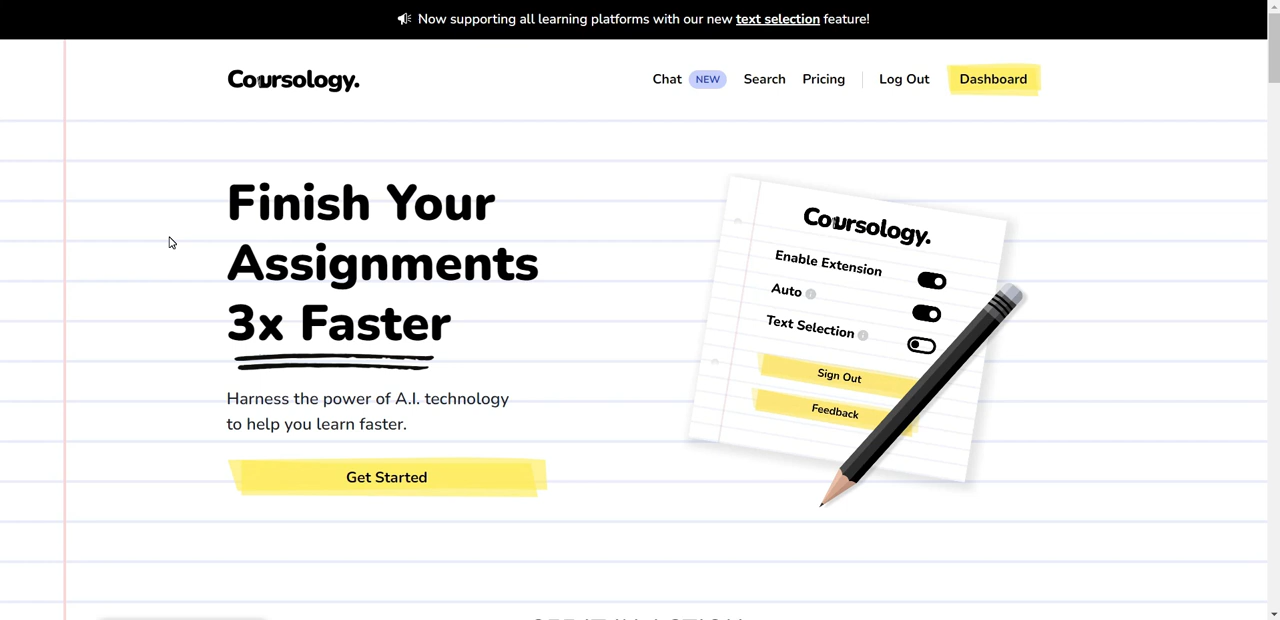 Now supporting all learning platforms with our new text selection feature!
Coursology.
Chat NEW Search Pricing Log Out Dashboard
Finish Your
Assignments
3x Faster
Harness the power of A.I. technology
to help you learn faster.
Get Started
Coursology.
Enable Extension
Auto
Text Selection
Sign Out
Feedback